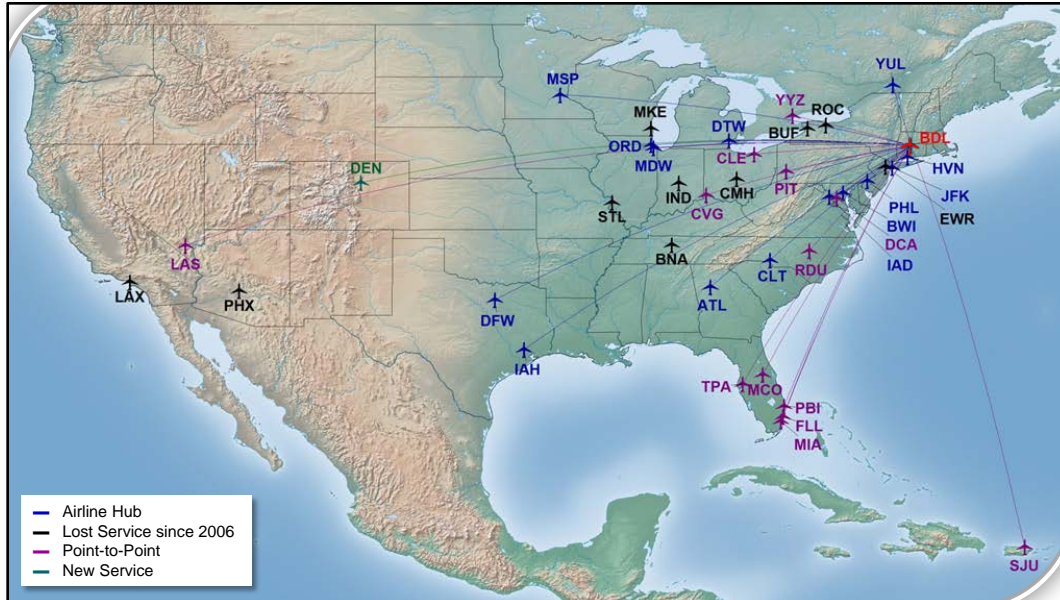 YUL
MSP
YYZ
ROC
MKE
BUF
DTW
BDL
ORD
MDW
CLE
HVN
DEN
PIT
IND
CMH
JFK
CVG
STL
PHL
EWR
BWI
DCA
BNA
LAS
RDU
IAD
CLT
LAX
PHX
ATL
DFW
IAH
TPA
MCO
PBI
FLL
MIA
Airline Hub
Lost Service since 2006
Point-to-Point
New Service
SJU